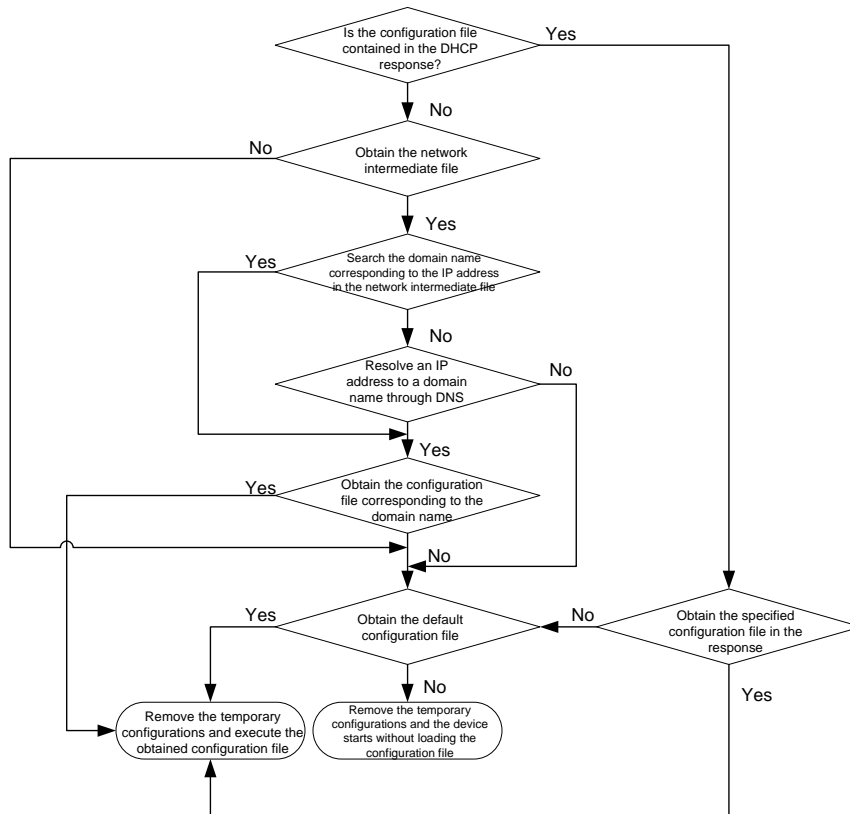 Is the configuration file
contained in the DHCP
response?
Yes
No
No
Obtain the network
intermediate file
Yes
Yes
Search the domain name
corresponding to the IP address
in the network intermediate file
No
Resolve an IP
address to a domain
name through DNS
No
Yes
Yes
Obtain the configuration
file corresponding to the
domain name
No
Yes
Obtain the default
configuration file
No
Obtain the specified
configuration file in the
response
No
Yes
Remove the temporary
configurations and execute the
obtained configuration file
Remove the temporary
configurations and the device
starts without loading the
configuration file